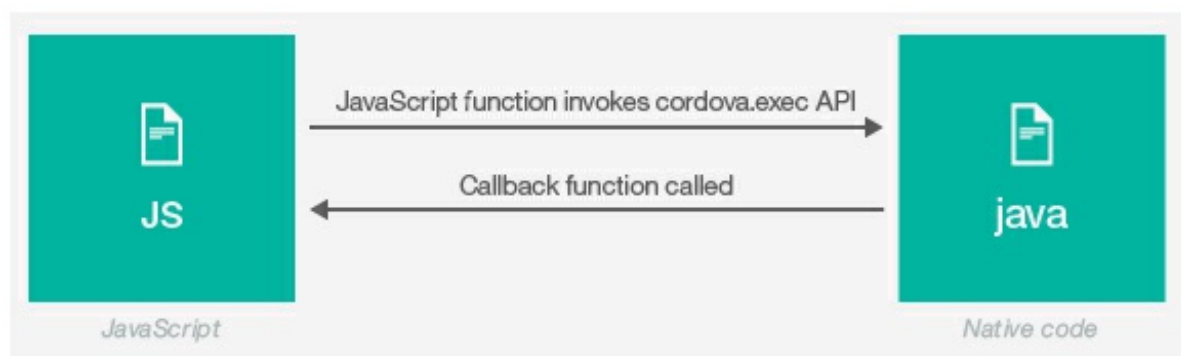 JavaScript function invokes cordova.exec API
Callback function called
JS
java
JavaScript
Native code